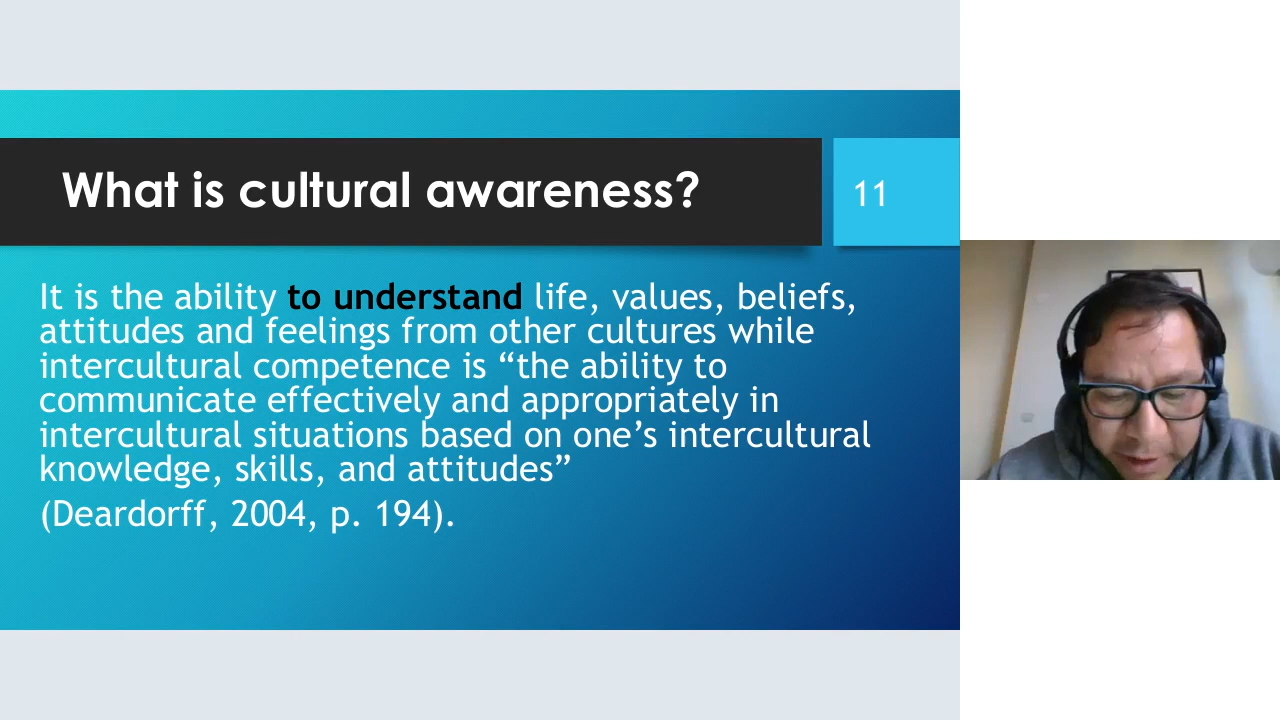 What is cultural awareness?
11
It is the ability to understand life, values, beliefs,
attitudes and feelings from other cultures while
intercultural competence is “the ability to
communicate effectively and appropriately in
intercultural situations based on one’s intercultural
knowledge, skills, and attitudes”
(Deardorff, 2004, p. 194).